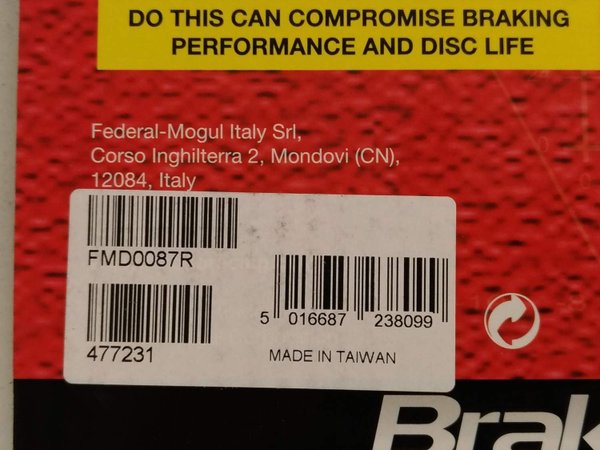 DO THIS CAN COMPROMISE BRAKING
PERFORMANCE AND DISC LIFE
Federal-Mogul Italy Srl,
Corso Inghilterra 2, Mondovi (CN),
12084, Italy
FMD0087R
5 016687 238099
477231
MADE IN TAIWAN